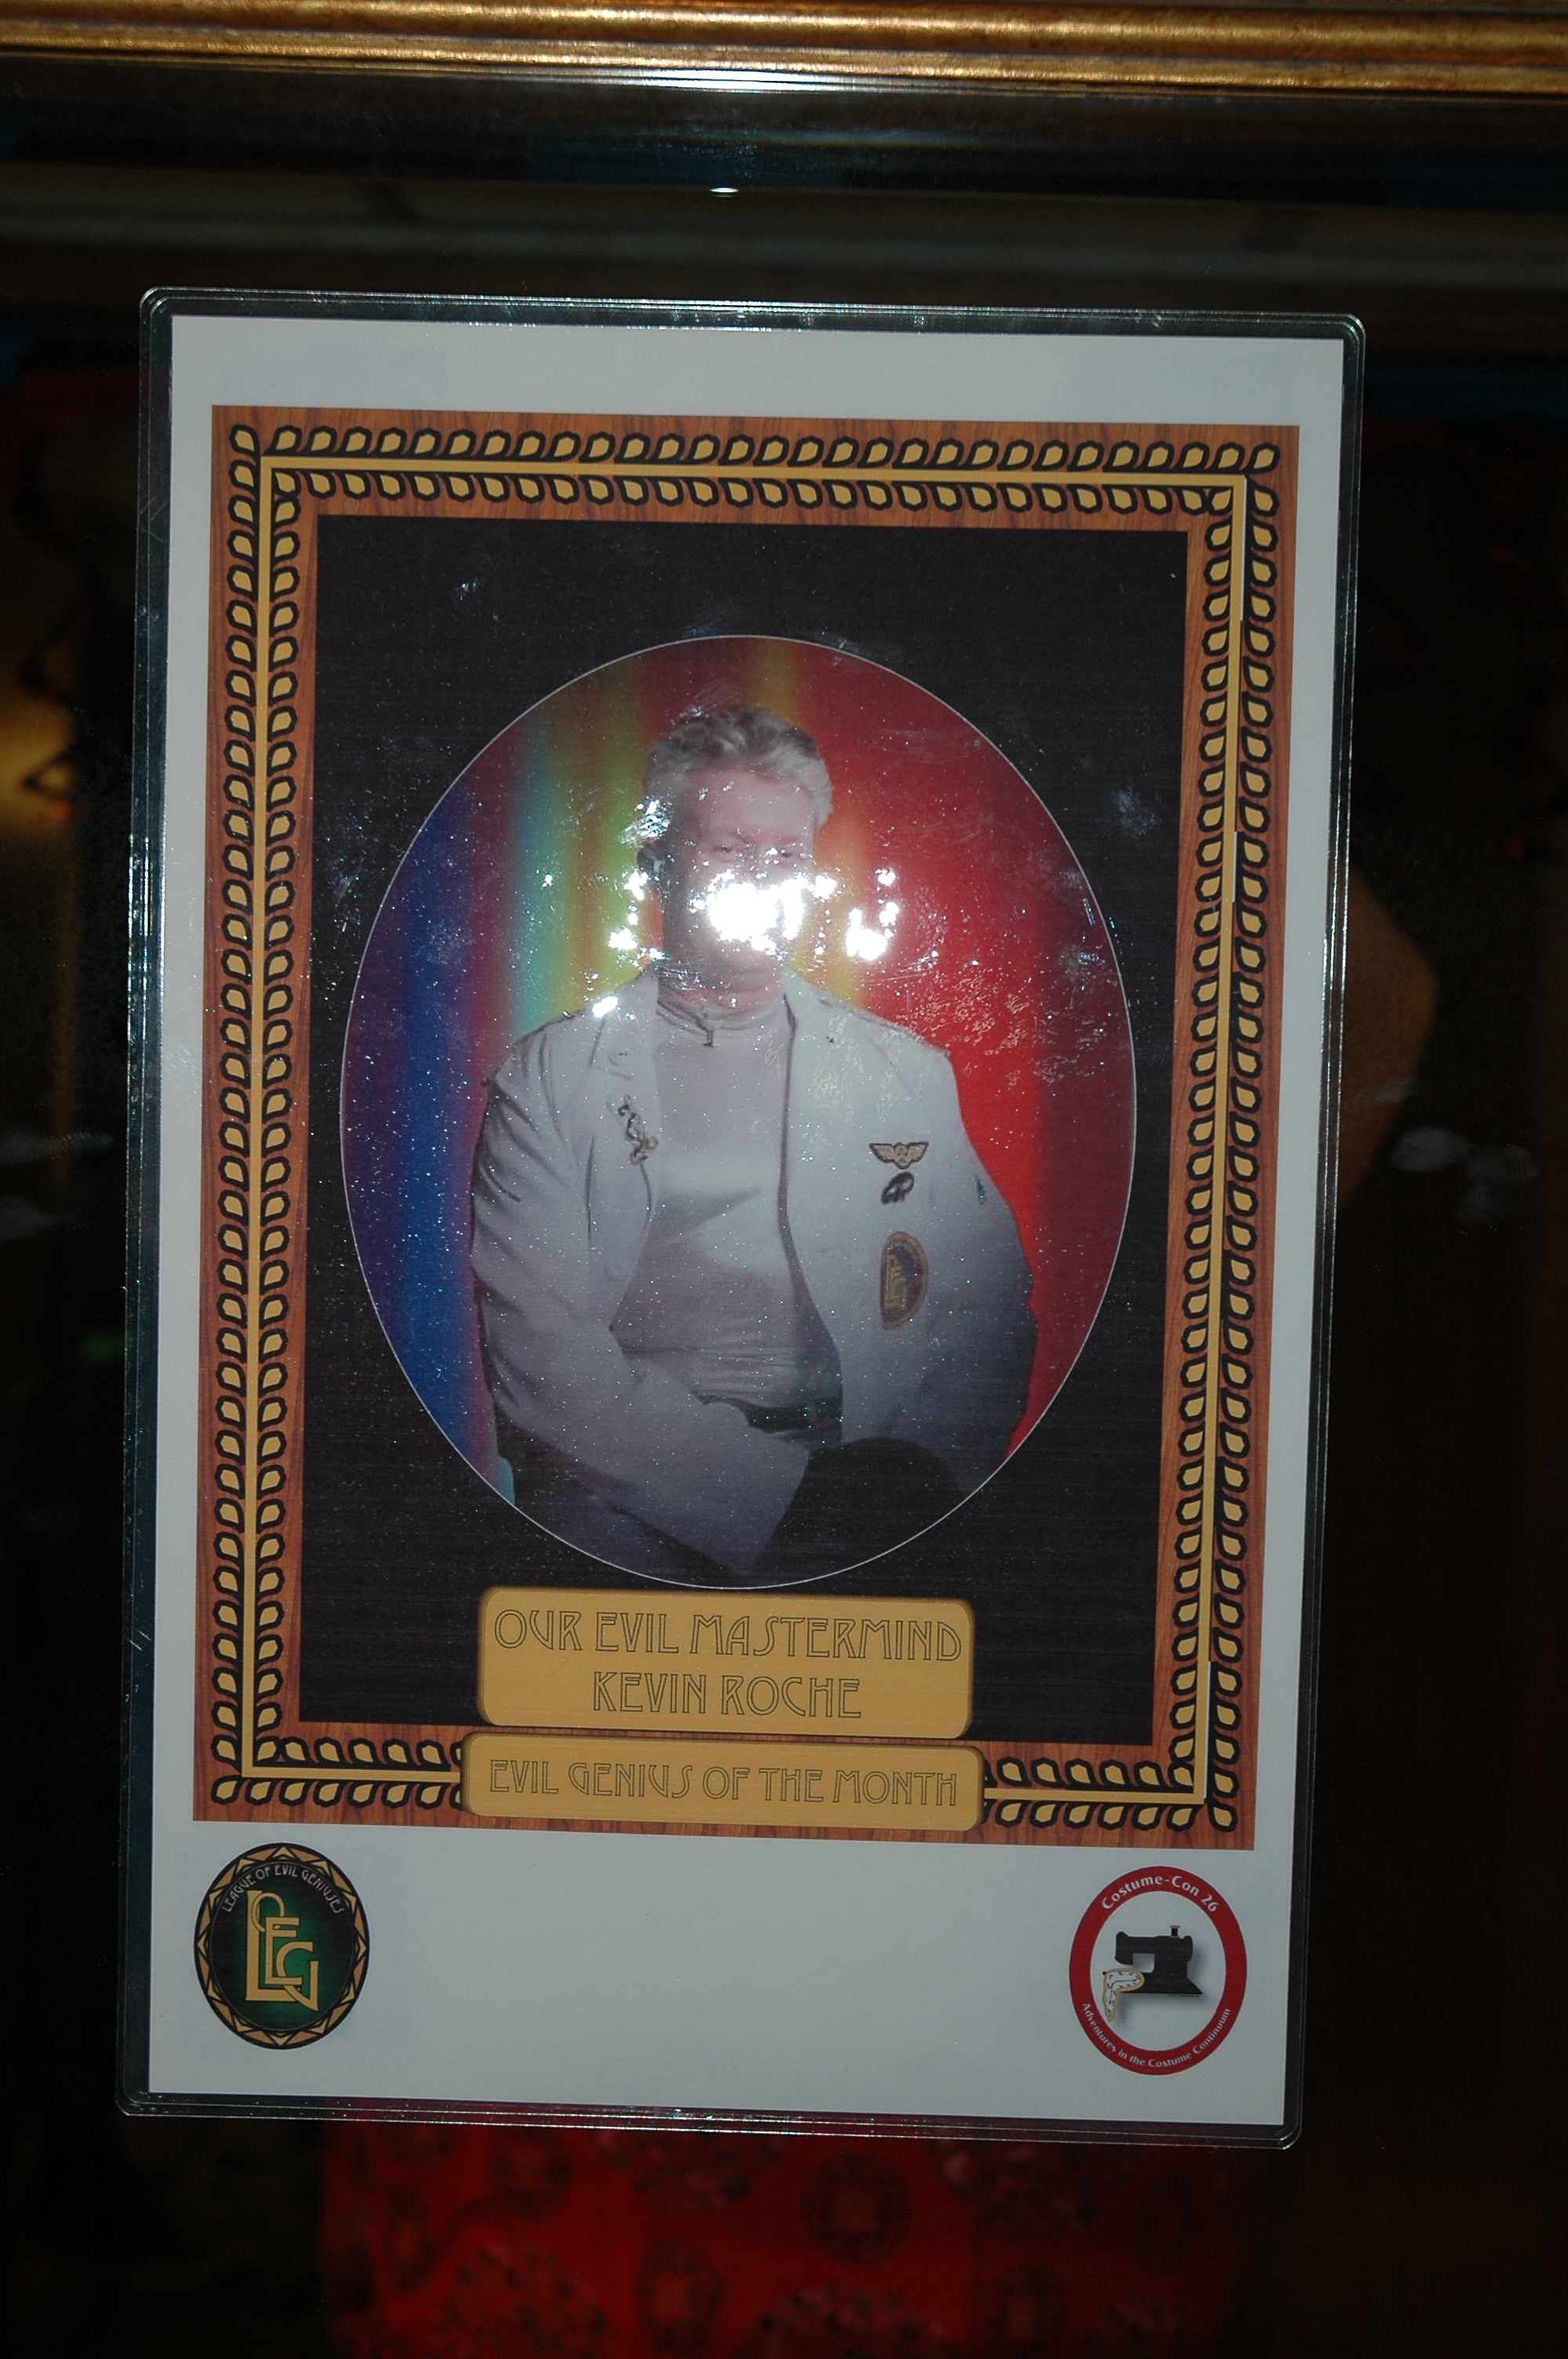 OUR EVIL MASTERMIND
KEVIN ROCHE
EVIL GENIUS OF THE MONTH
LEAGUE OF EVIL GENIUSES
LEG
Costume-Con 26
Adventures in the Costume Continuum